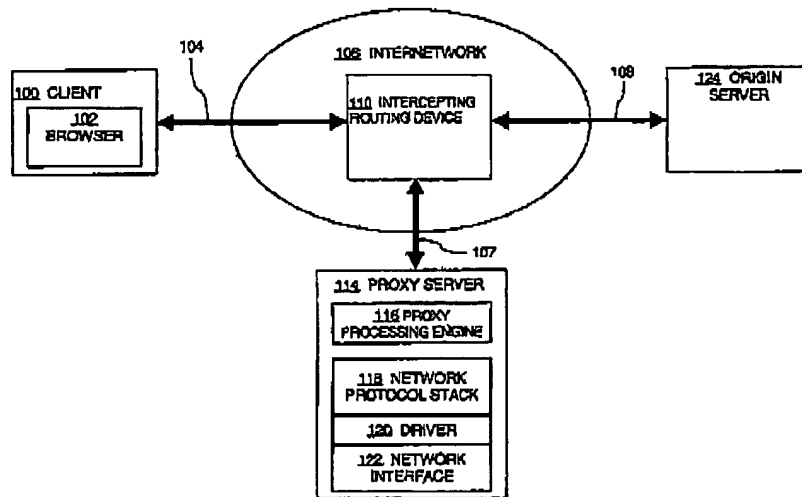 104
106 INTERNETWORK
108
100 CLIENT
102
BROWSER
110 INTERCEPTING
ROUTING DEVICE
124 ORIGIN
SERVER
107
114 PROXY SERVER
116 PROXY
PROCESSING ENGINE
118 NETWORK
PROTOCOL STACK
120 DRIVER
122 NETWORK
INTERFACE